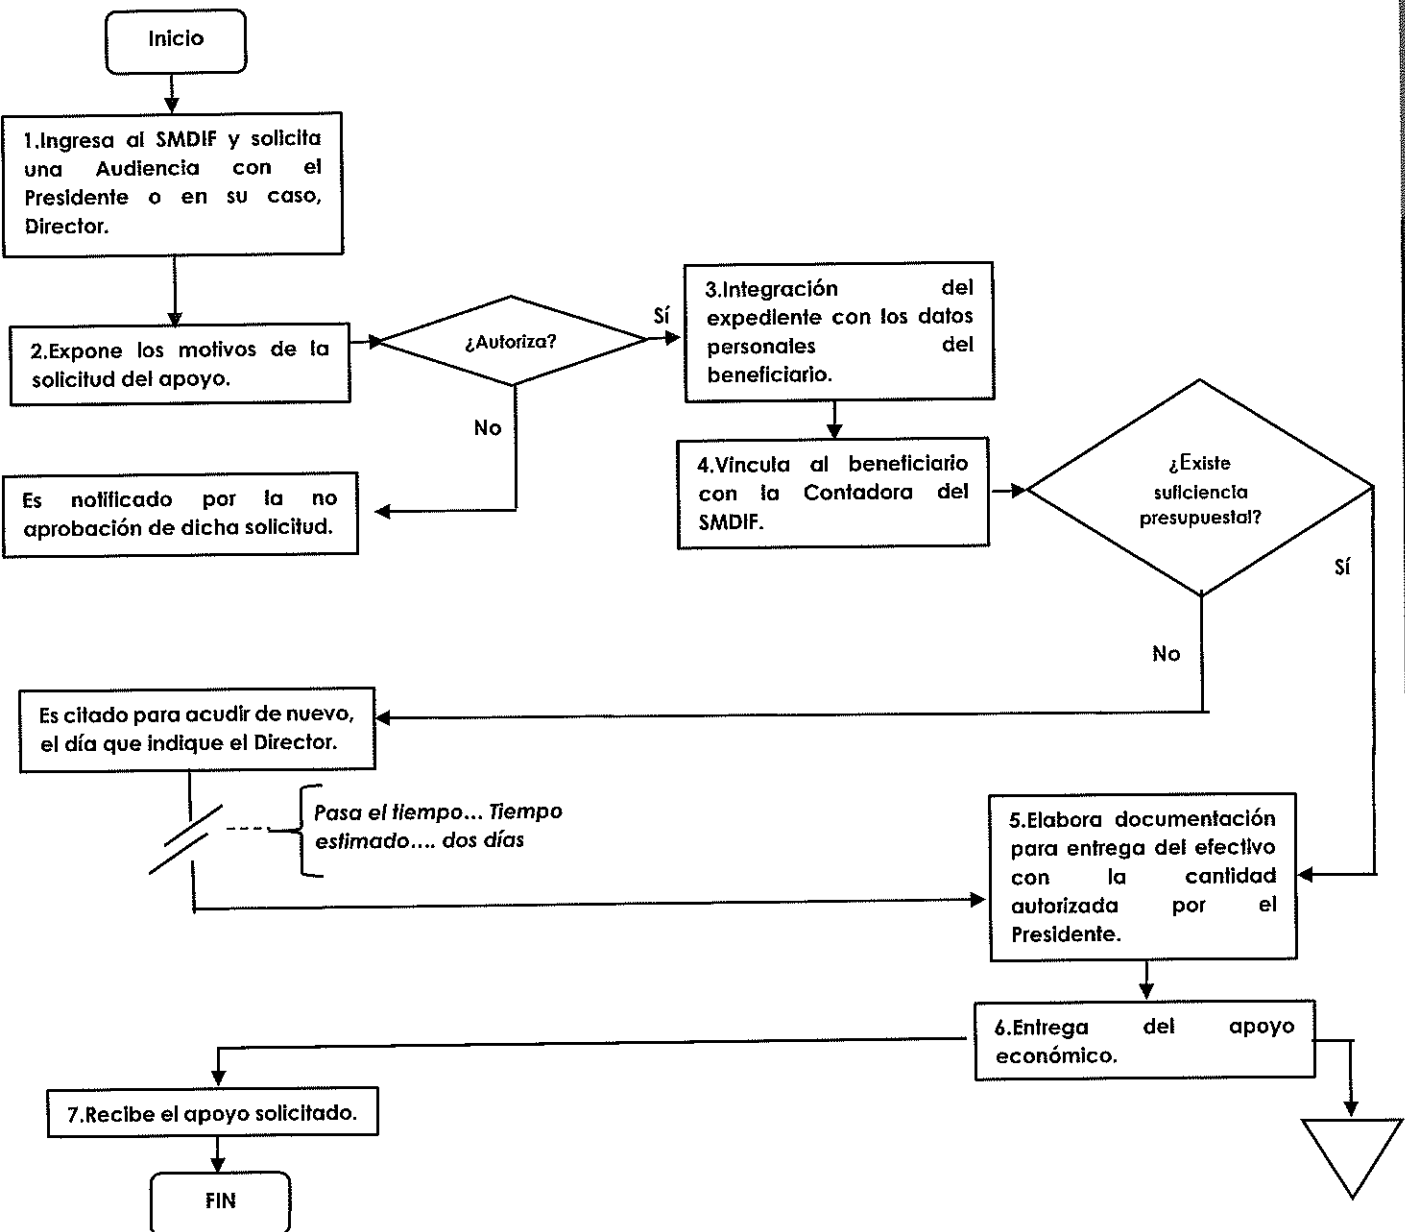 Inicio
1.Ingresa al SMDIF y solicita
una Audiencia con el
Presidente o en su caso,
Director.
2.Expone los motivos de la
solicitud del apoyo.
¿Autoriza?
Sí
No
3.Integración del
expediente con los datos
personales del
beneficiario.
Es notificado por la no
aprobación de dicha solicitud.
4.Vincula al beneficiario
con la Contadora del
SMDIF.
¿Existe
suficiencia
presupuestal?
Sí
No
Es citado para acudir de nuevo,
el día que indique el Director.
Pasa el tiempo... Tiempo
estimado.... dos días
5.Elabora documentación
para entrega del efectivo
con la cantidad
autorizada por el
Presidente.
6.Entrega del apoyo
económico.
7.Recibe el apoyo solicitado.
FIN